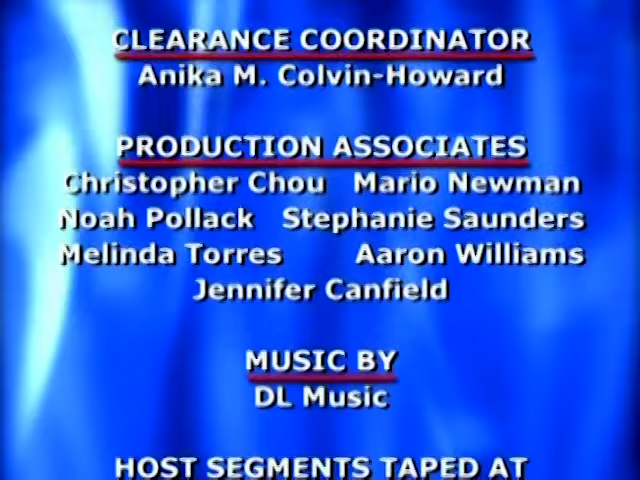 CLEARANCE COORDINATOR
Anika M. Colvin-Howard
PRODUCTION ASSOCIATES
Christopher Chou Mario Newman
Noah Pollack Stephanie Saunders
Melinda Torres Aaron Williams
Jennifer Canfield
MUSIC BY
DL Music
HOST SEGMENTS TAPED AT